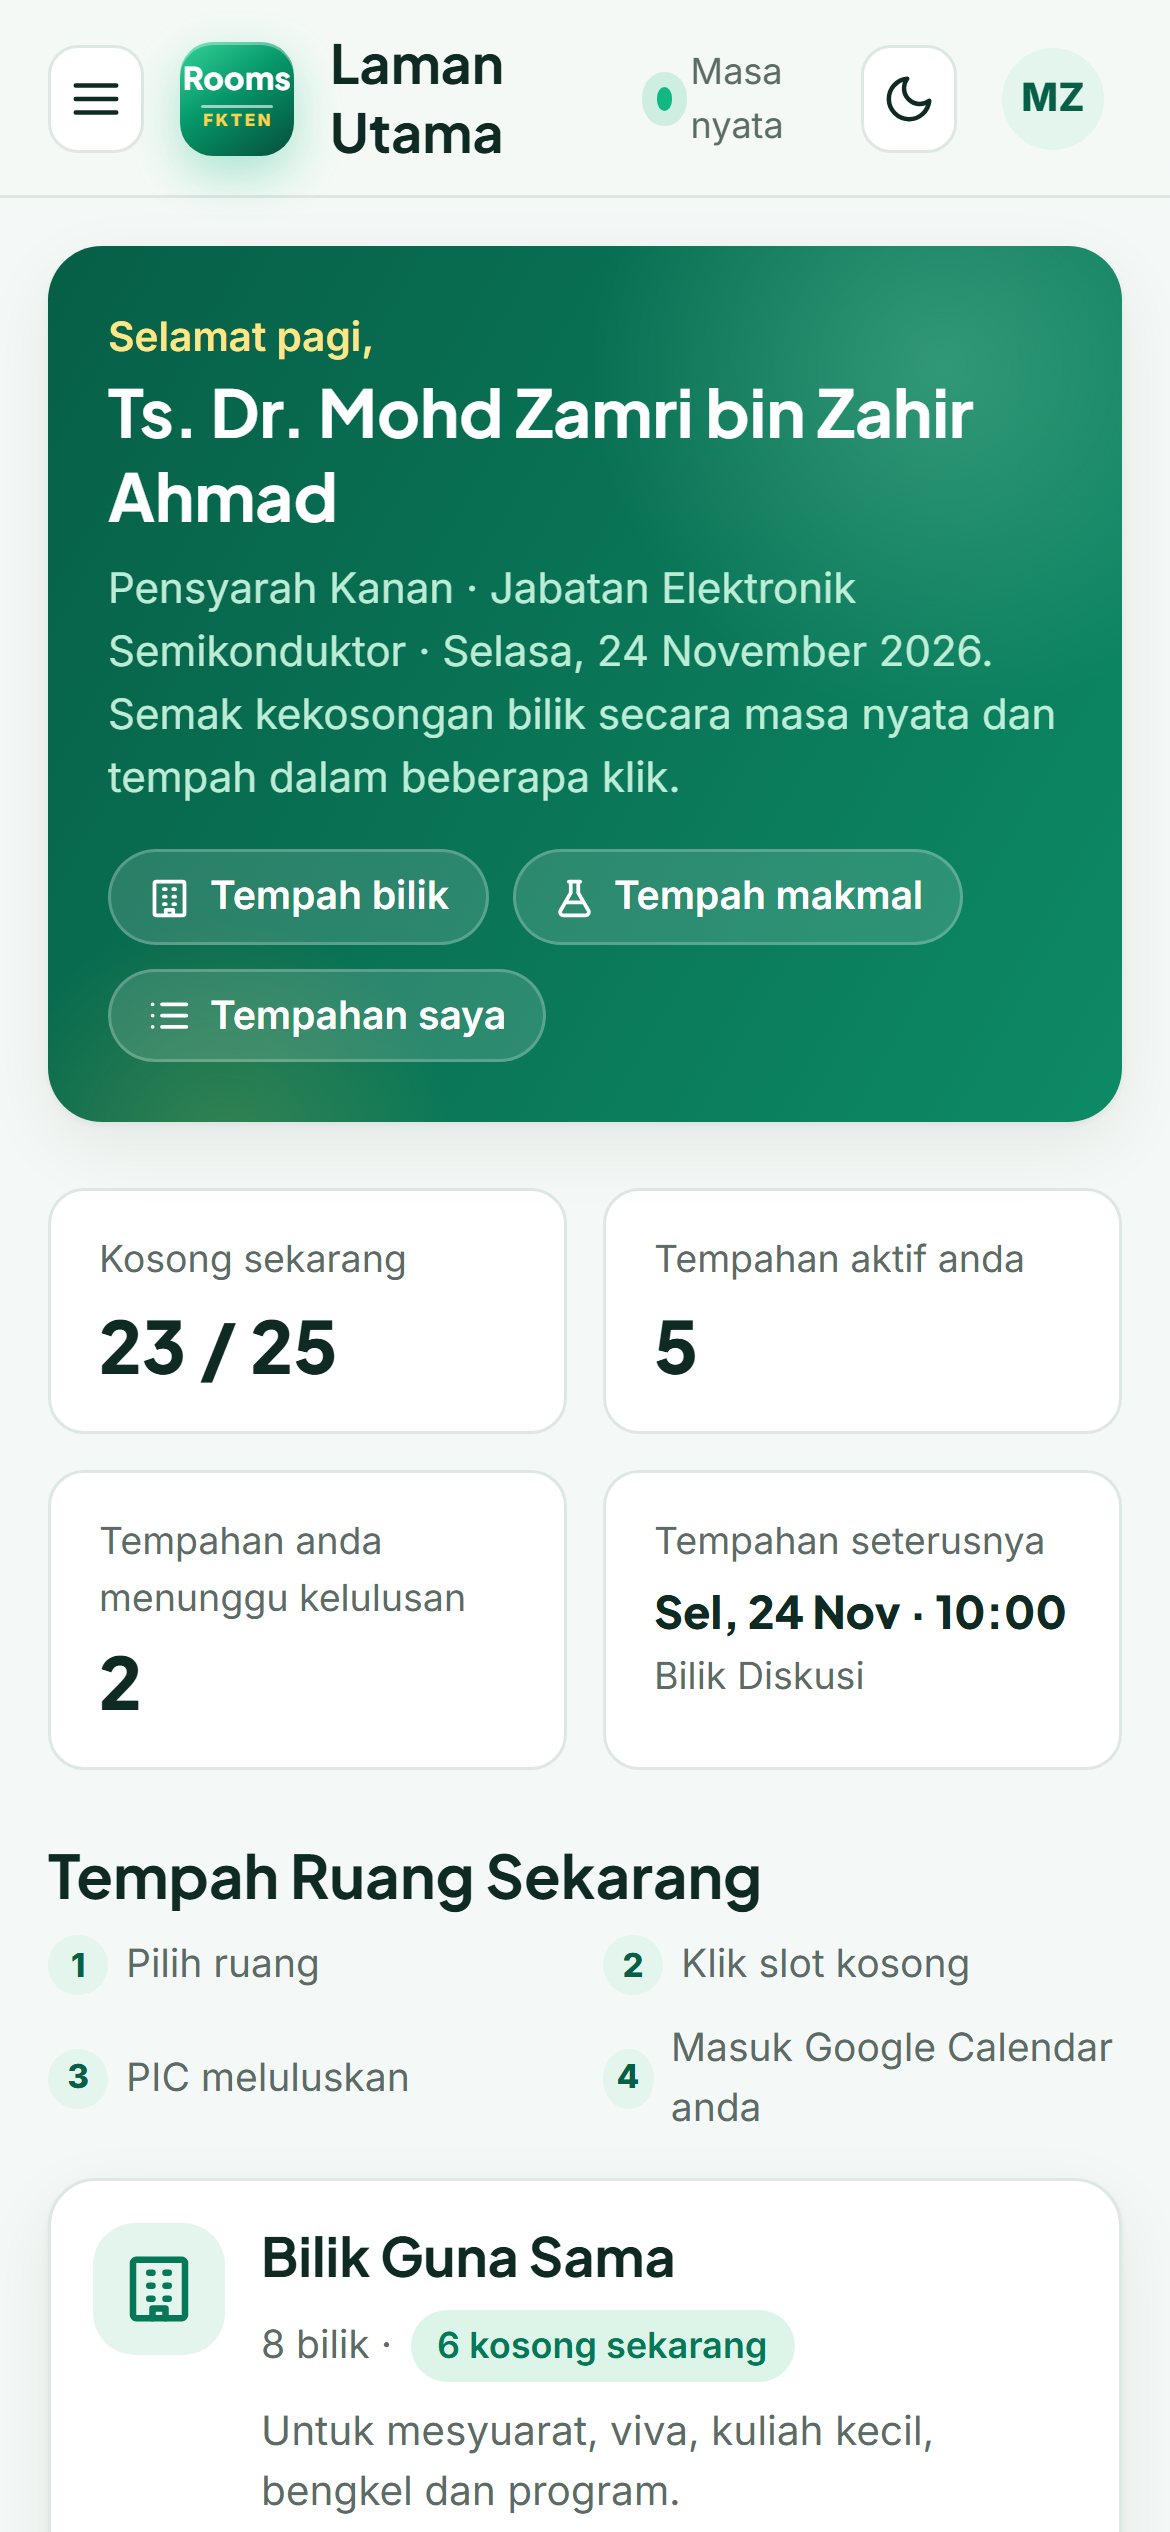 Rooms
FKTEN
Laman
Utama
Masa
nyata
MZ
Selamat pagi,
Ts. Dr. Mohd Zamri bin Zahir
Ahmad
Pensyarah Kanan · Jabatan Elektronik
Semikonduktor · Selasa, 24 November 2026.
Semak kekosongan bilik secara masa nyata dan
tempah dalam beberapa klik.
Tempah bilik
Tempah makmal
Tempahan saya
Kosong sekarang
23 / 25
Tempahan aktif anda
5
Tempahan anda
menunggu kelulusan
2
Tempahan seterusnya
Sel, 24 Nov · 10:00
Bilik Diskusi
Tempah Ruang Sekarang
1 Pilih ruang
2 Klik slot kosong
3 PIC meluluskan
4 Masuk Google Calendar
anda
Bilik Guna Sama
8 bilik · 6 kosong sekarang
Untuk mesyuarat, viva, kuliah kecil,
bengkel dan program.